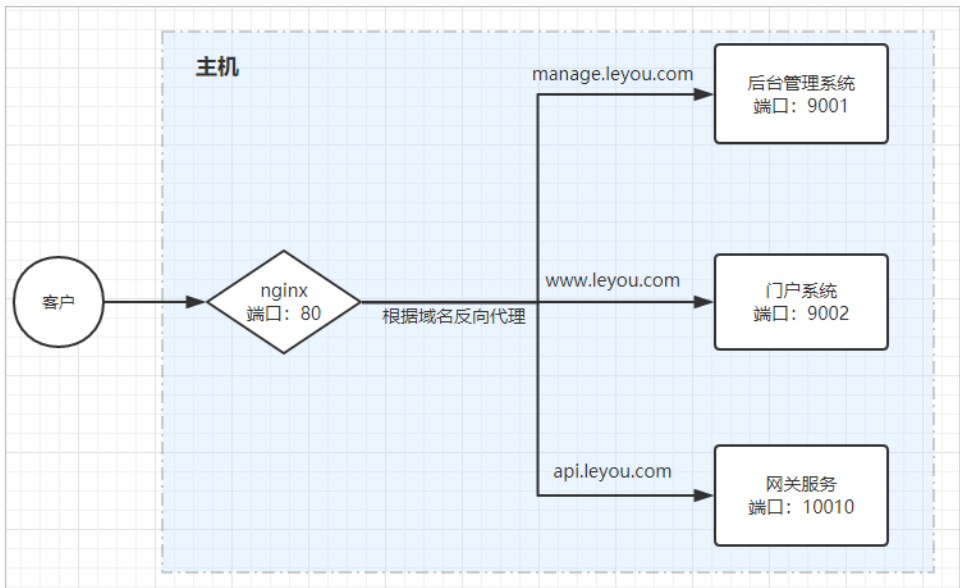 主机
manage.leyou.com
后台管理系统
端口：9001
客户
nginx
端口：80
根据域名反向代理
www.leyou.com
门户系统
端口：9002
api.leyou.com
网关服务
端口：10010